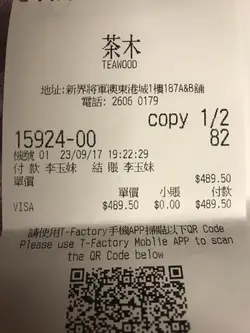 茶木
TEAWOOD
地址:新界將軍澳東港城1樓187A&B舖
電話: 2606 0179
copy 1/2
15924-00 82
機號 01 23/09/17 19:22:29
付 款 李玉妹 結 賬 李玉妹
單價
$489.50
單價 小賬 付款
VISA $489.50 $0.00 $489.50
請使用T-Factory手機APP掃瞄以下QR Code
Please use T-Factory Mobile APP to scan
the QR Code below